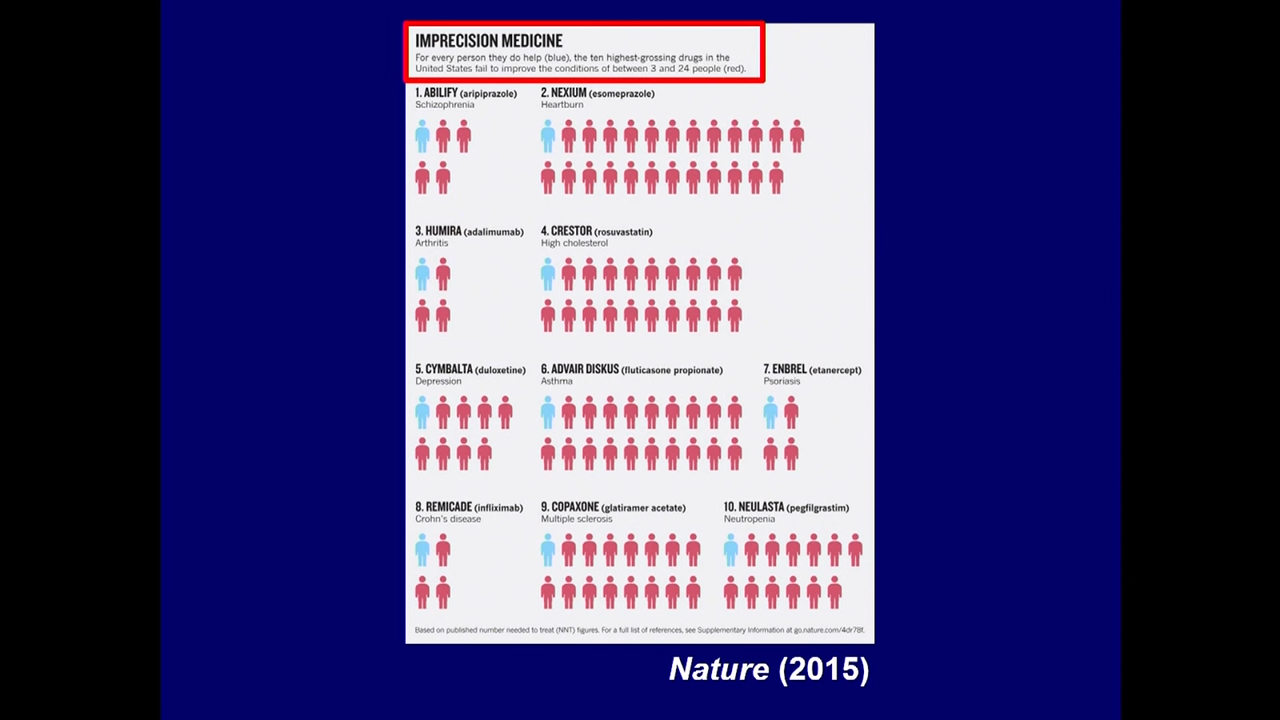 IMPRECISION MEDICINE
For every person they do help (blue), the ten highest-grossing drugs in the
United States fail to improve the conditions of between 3 and 24 people (red).
1. ABILIFY (aripiprazole)
Schizophrenia
2. NEXIUM (esomeprazole)
Heartburn
3. HUMIRA (adalimumab)
Arthritis
4. CRESTOR (rosuvastatin)
High cholesterol
5. CYMBALTA (duloxetine)
Depression
6. ADVAIR DISKUS (fluticasone propionate)
Asthma
7. ENBREL (etanercept)
Psoriasis
8. REMICADE (infliximab)
Crohn's disease
9. COPAXONE (glatiramer acetate)
Multiple sclerosis
10. NEULASTA (pegfilgrastim)
Neutropenia
Based on published number needed to treat (NNT) figures. For a full list of references, see Supplementary Information at go.nature.com/4dr78f.
Nature (2015)